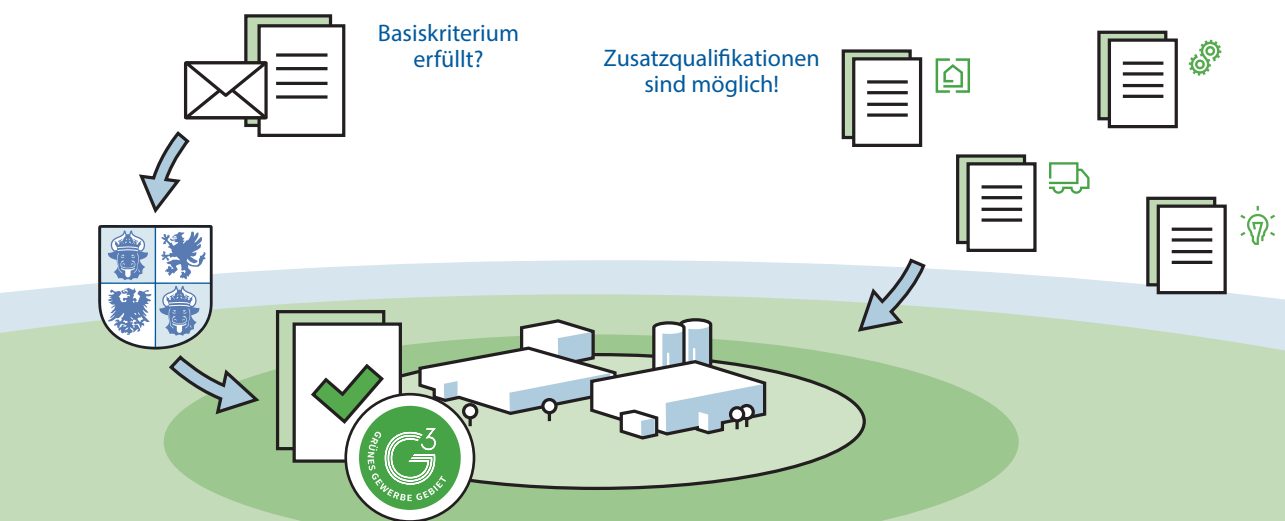 Basiskriterium
erfüllt?
Zusatzqualifikationen
sind möglich!
G3
GRÜNES GEWERBE GEBIET